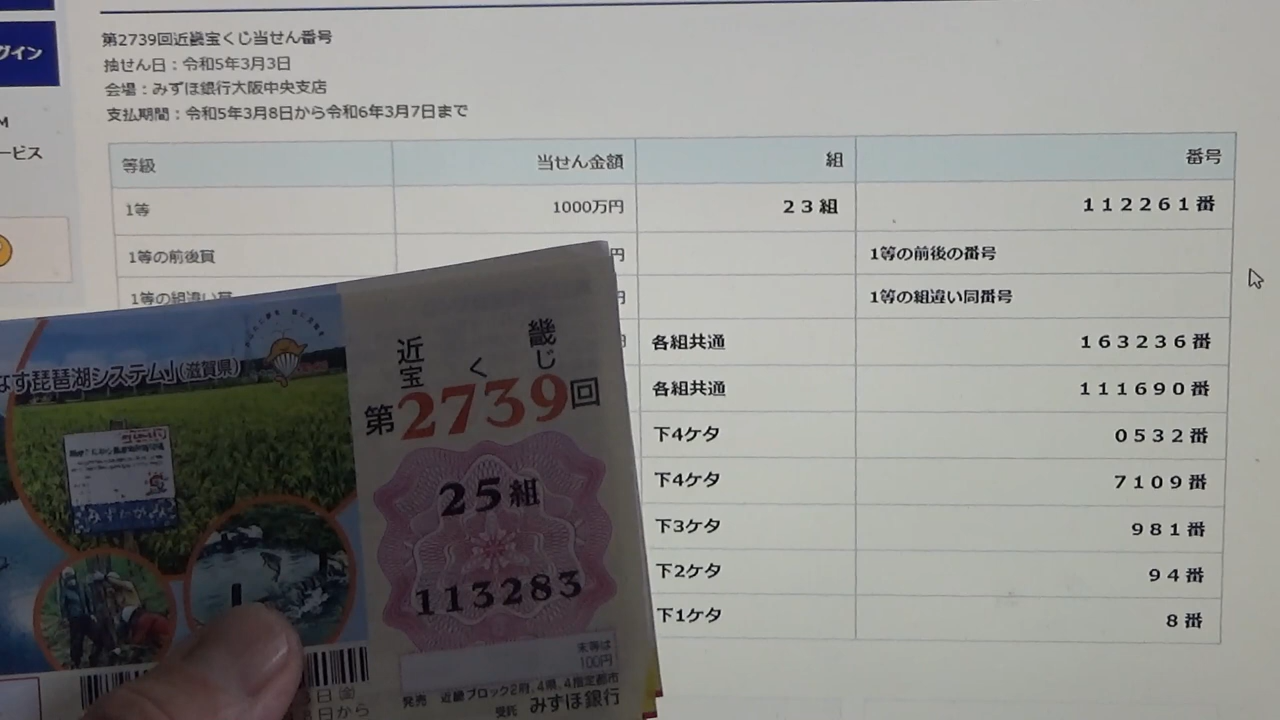 グイン
M
ービス
第2739回近畿宝くじ当せん番号
抽せん日：令和5年3月3日
会場：みずほ銀行大阪中央支店
支払期間：令和5年3月8日から令和6年3月7日まで
等級 当せん金額 組 番号
1等 1000万円 23組 112261番
1等の前後賞 円 1等の前後の番号
1等の組違い賞 円 1等の組違い同番号
各組共通 163236番
各組共通 111690番
下4ケタ 0532番
下4ケタ 7109番
下3ケタ 981番
下2ケタ 94番
下1ケタ 8番
なす琵琶湖システム」(滋賀県)
近畿
宝くじ
第2739回
25組
113283
末等は
100円
発売 近畿ブロック2府、4県、4指定都市
受託 みずほ銀行
日(金)
日から